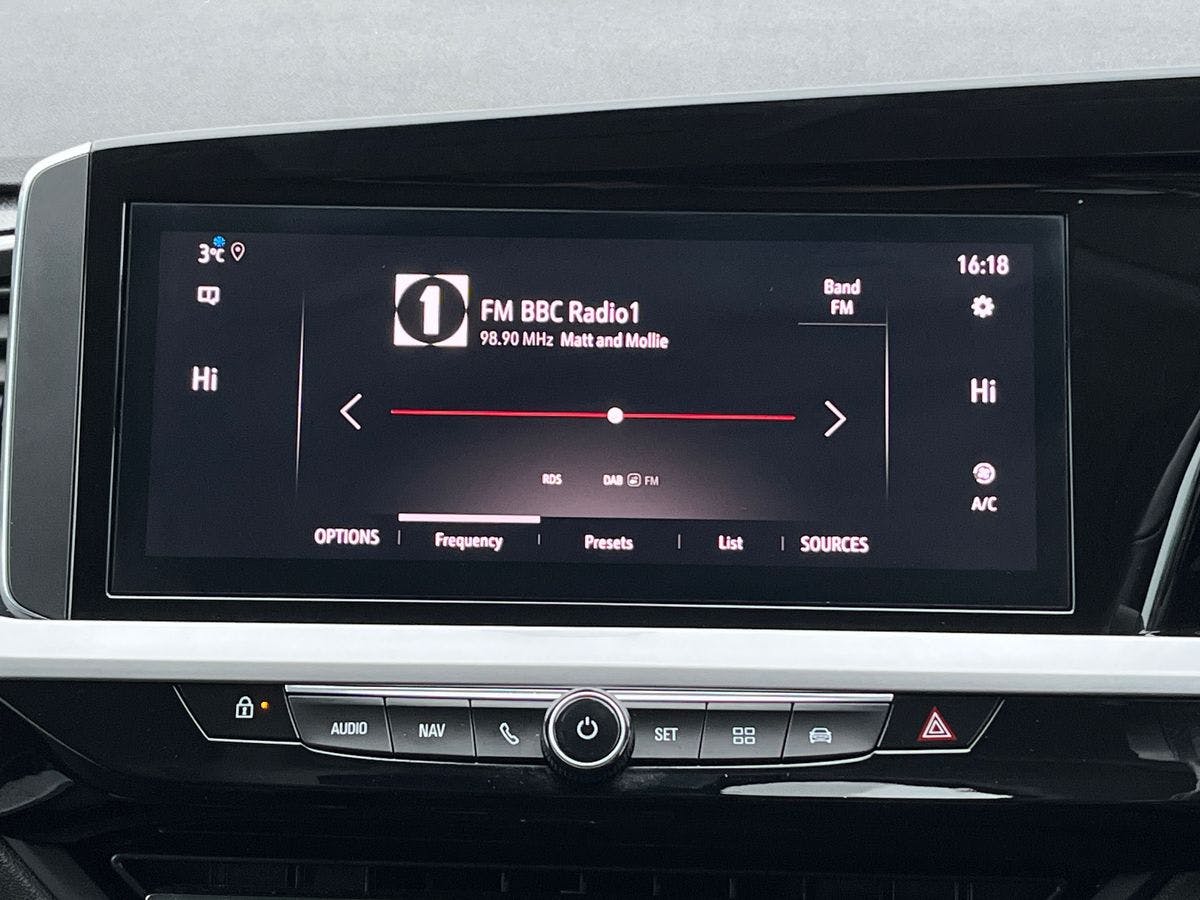 3°C
16:18
1
FM BBC Radio1
98.90 MHz Matt and Mollie
Band
FM
Hi
Hi
RDS
DAB FM
A/C
OPTIONS
Frequency
Presets
List
SOURCES
AUDIO
NAV
SET